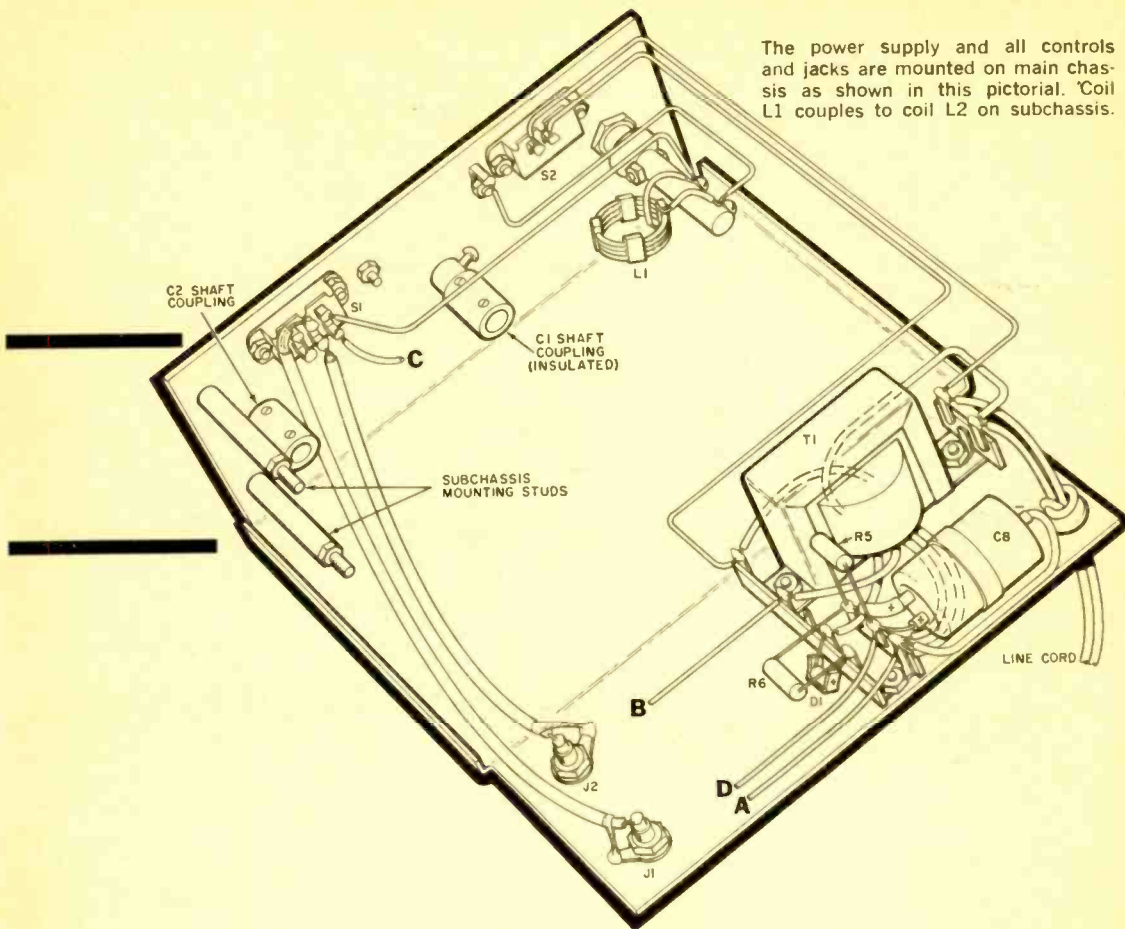 The power supply and all controls
and jacks are mounted on main chas-
sis as shown in this pictorial. 'Coil
L1 couples to coil L2 on subchassis.
S2
L1
C2 SHAFT
COUPLING
S1
C
C1 SHAFT
COUPLING
(INSULATED)
T1
SUBCHASSIS
MOUNTING STUDS
R5
C8
LINE CORD
R6
D1
B
D
A
J2
J1